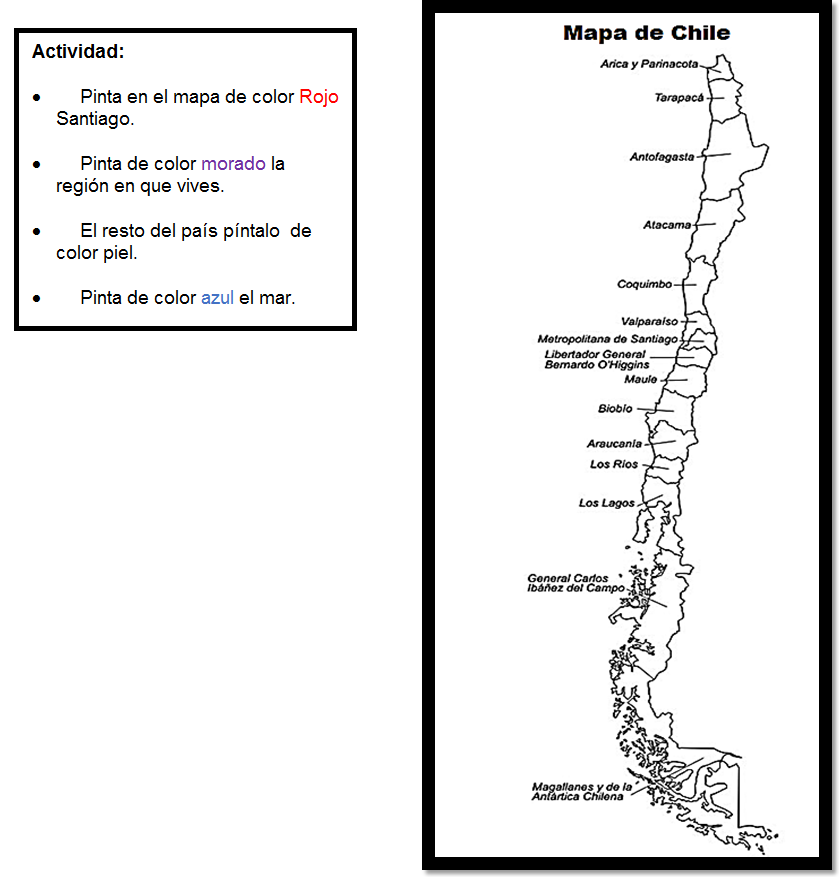 Actividad:
• Pinta en el mapa de color Rojo
Santiago.
• Pinta de color morado la
región en que vives.
• El resto del país píntalo de
color piel.
• Pinta de color azul el mar.
Mapa de Chile
Arica y Parinacota
Tarapacá
Antofagasta
Atacama
Coquimbo
Valparaíso
Metropolitana de Santiago
Libertador General
Bernardo O'Higgins
Maule
Biobío
Araucanía
Los Ríos
Los Lagos
General Carlos
Ibáñez del Campo
Magallanes y de la
Antártica Chilena